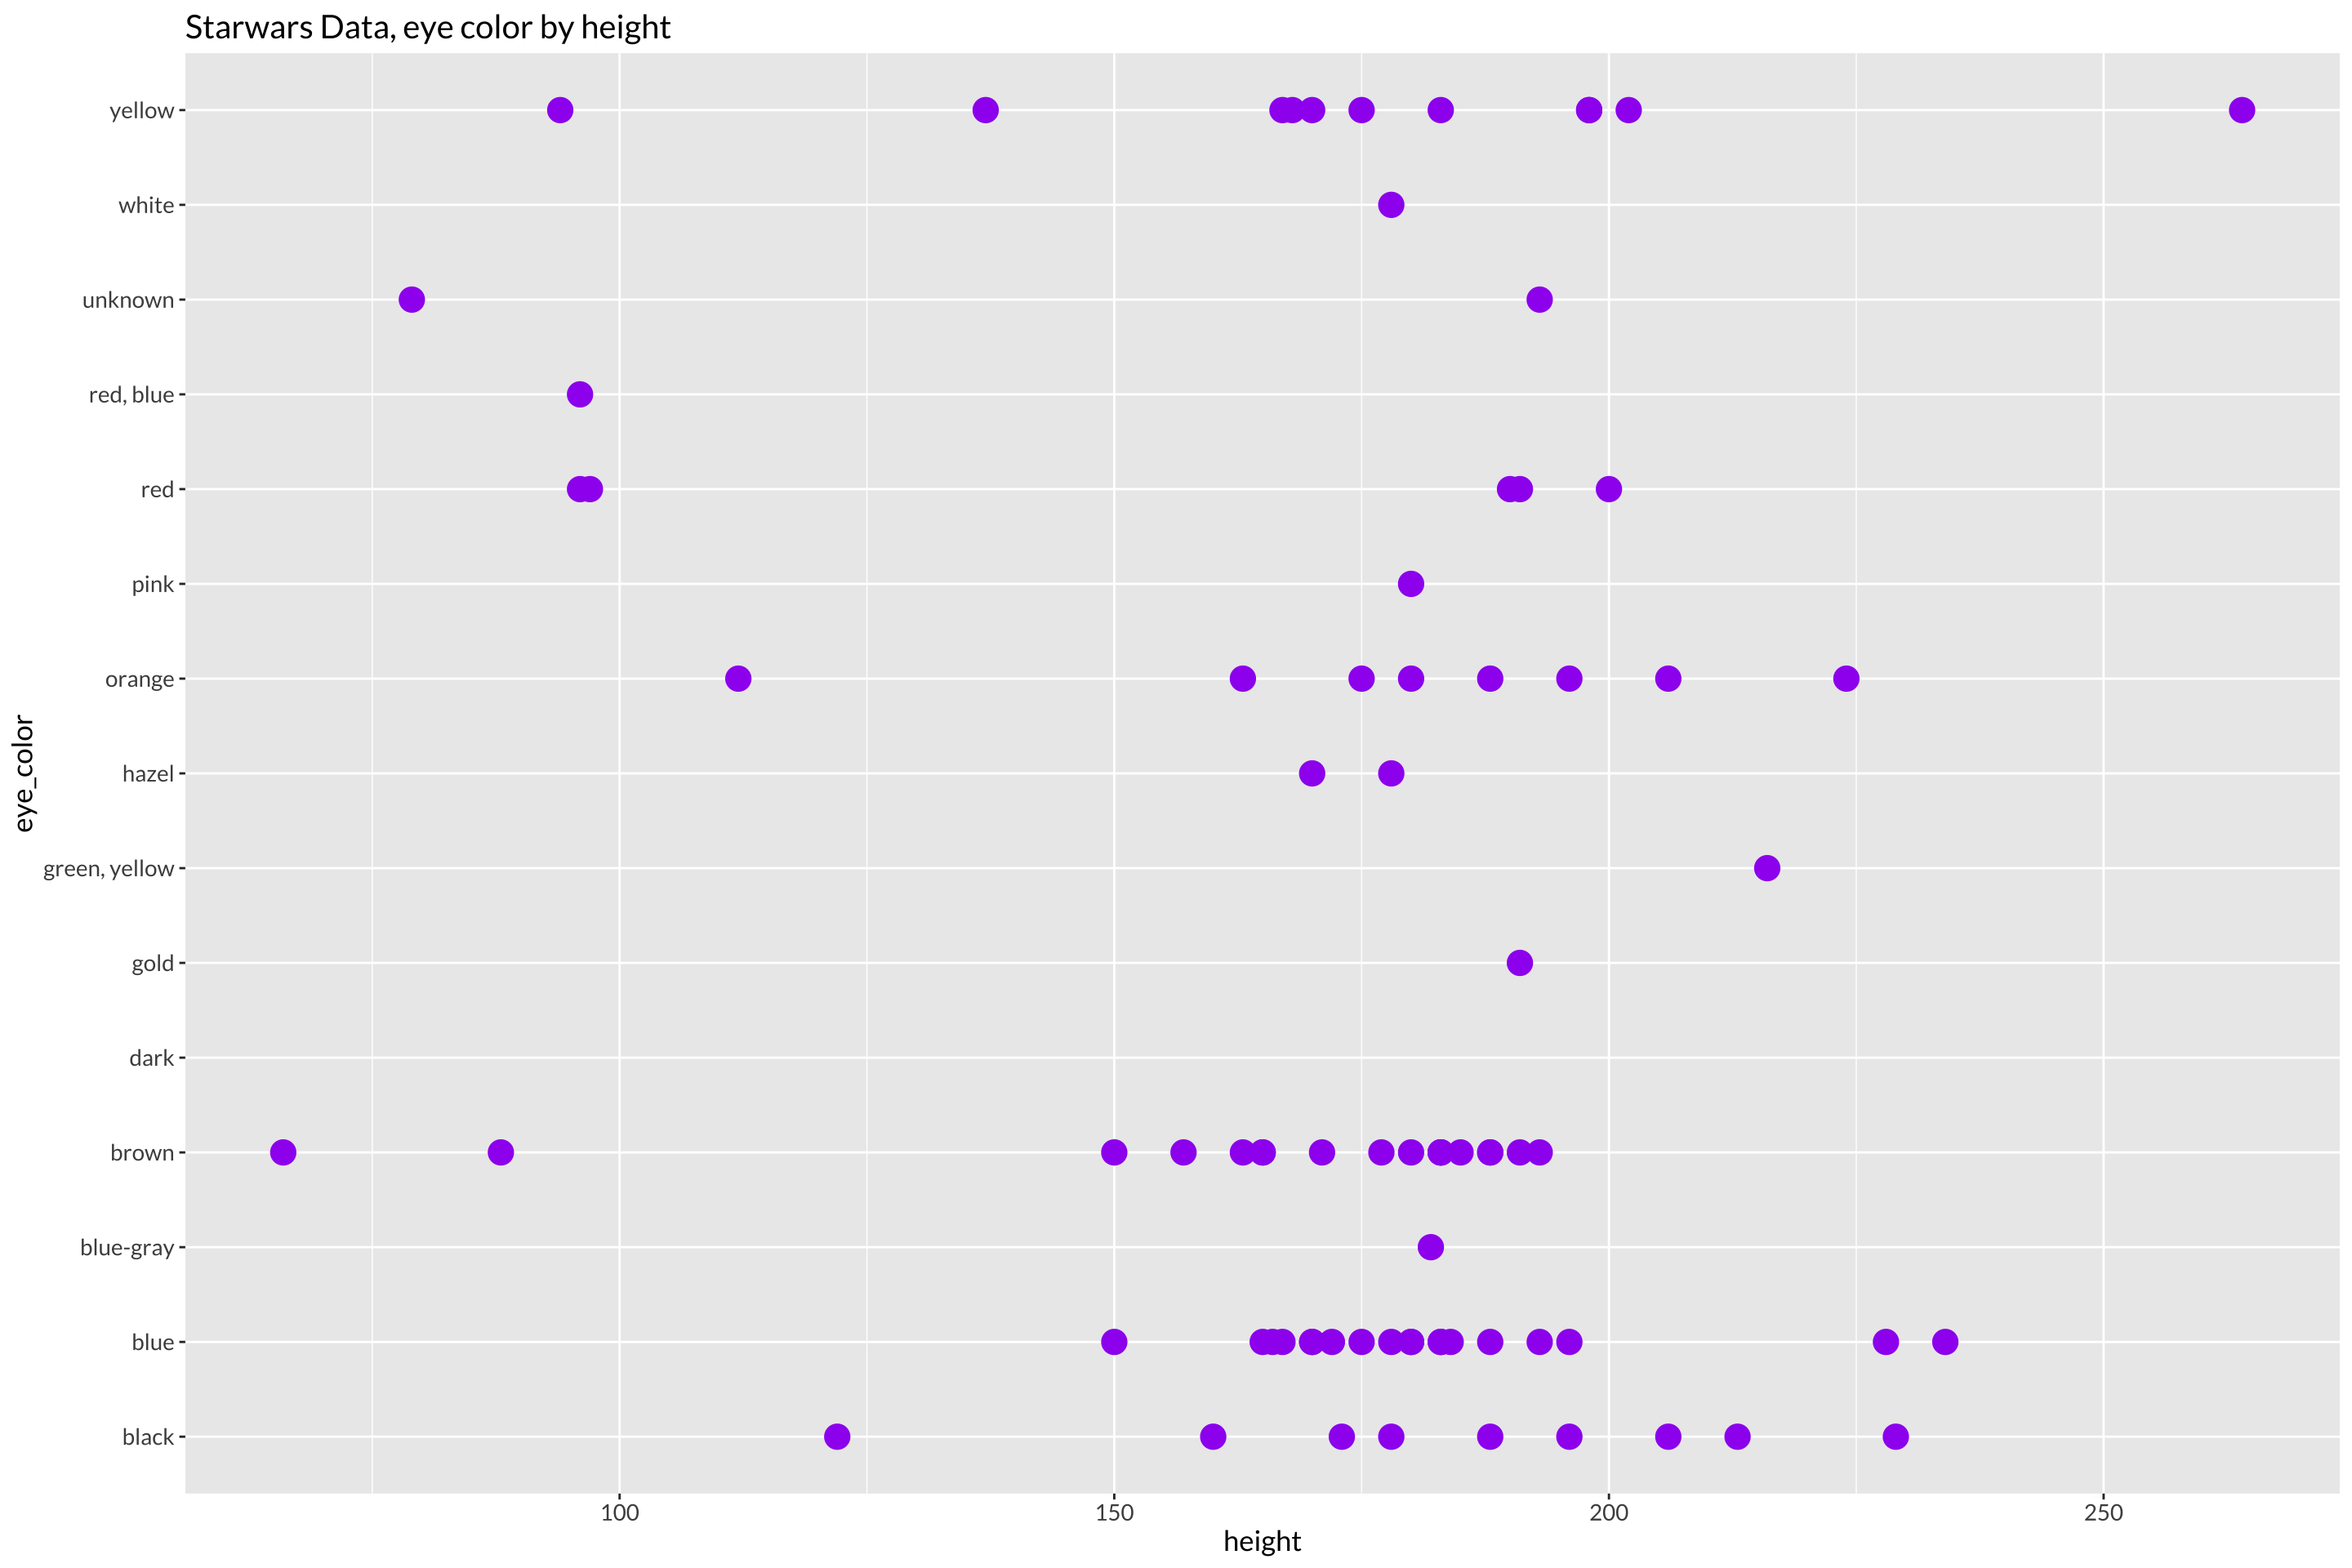 Starwars Data, eye color by height
yellow
white
unknown
red, blue
red
pink
orange
hazel
green, yellow
gold
dark
brown
blue-gray
blue
black
eye_color
100 150 200 250
height